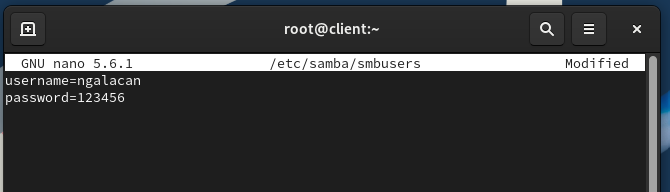 root@client:~
GNU nano 5.6.1 /etc/samba/smbusers Modified
username=ngalacan
password=123456